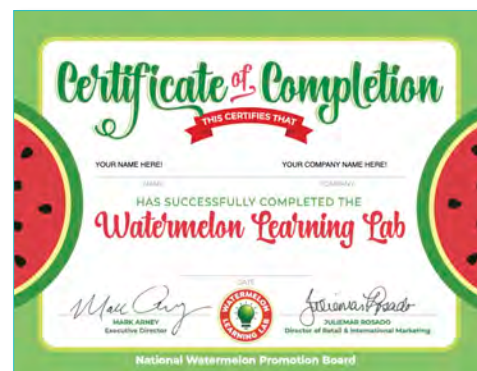 Certificate of Completion
THIS CERTIFIES THAT
YOUR NAME HERE! YOUR COMPANY NAME HERE!
NAME COMPANY
HAS SUCCESSFULLY COMPLETED THE
Watermelon Learning Lab
DATE
WATERMELON LEARNING LAB
MARK ARNEY JULIEMAR ROSADO
Executive Director Director of Retail & International Marketing
National Watermelon Promotion Board